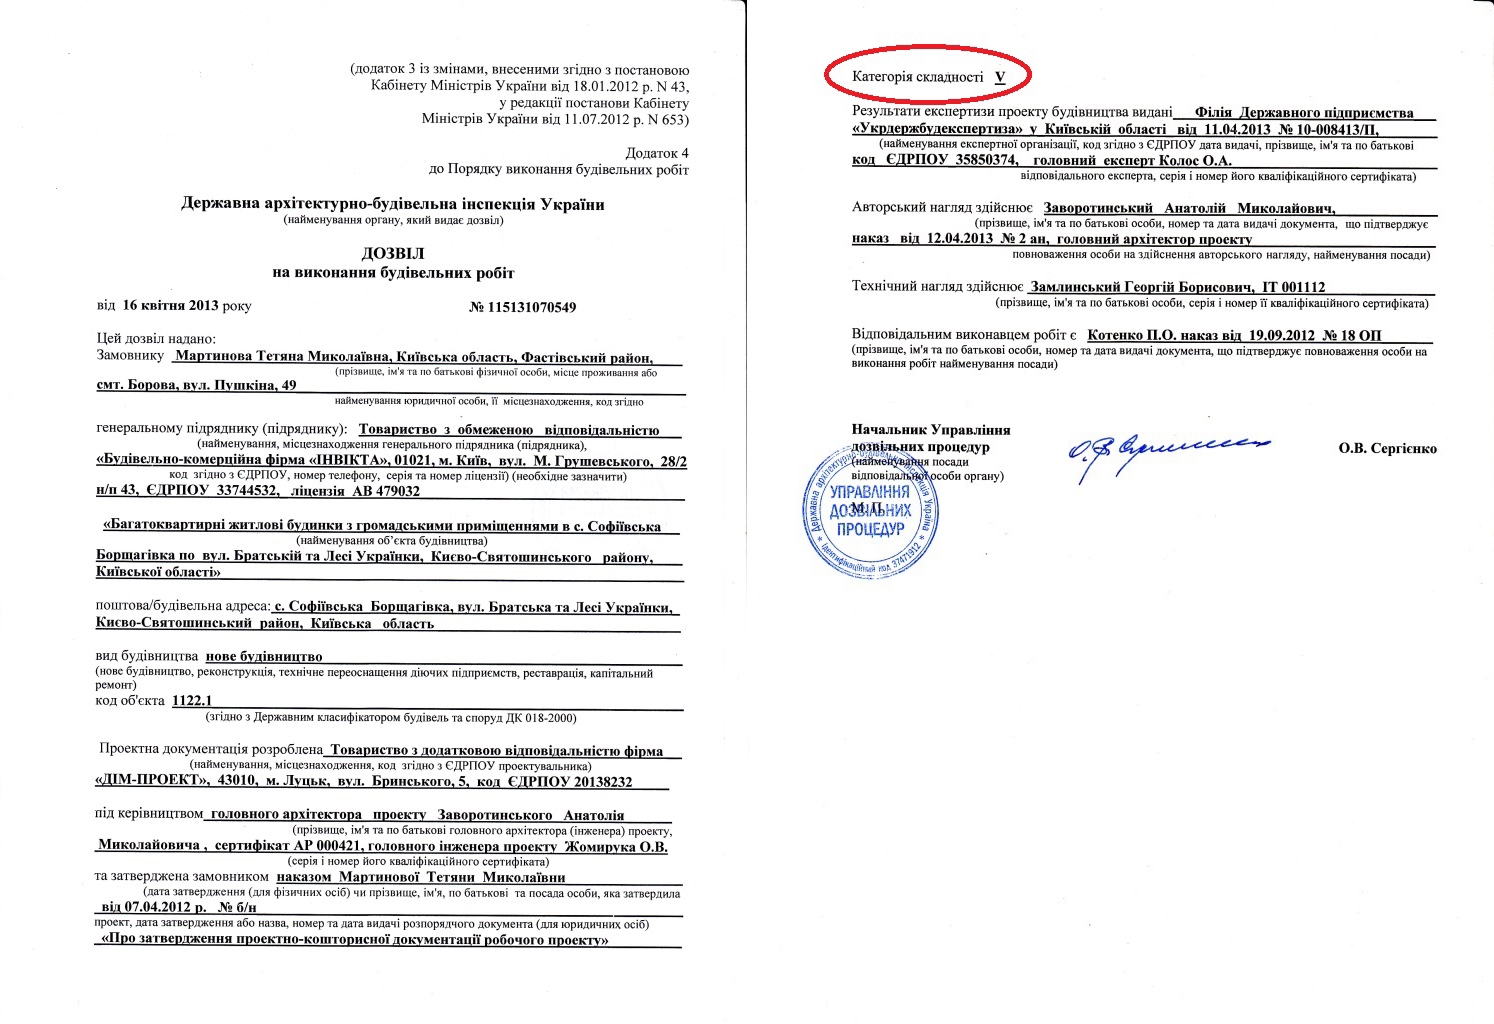 (додаток 3 із змінами, внесеними згідно з постановою
Кабінету Міністрів України від 18.01.2012 р. N 43,
у редакції постанови Кабінету
Міністрів України від 11.07.2012 р. N 653)
Додаток 4
до Порядку виконання будівельних робіт
Державна архітектурно-будівельна інспекція України
(найменування органу, який видає дозвіл)
ДОЗВІЛ
на виконання будівельних робіт
від 16 квітня 2013 року № 115131070549
Цей дозвіл надано:
Замовнику Мартинова Тетяна Миколаївна, Київська область, Фастівський район,
(прізвище, ім'я та по батькові фізичної особи, місце проживання або
смт. Борова, вул. Пушкіна, 49
найменування юридичної особи, її місцезнаходження, код згідно
генеральному підряднику (підряднику): Товариство з обмеженою відповідальністю
(найменування, місцезнаходження генерального підрядника (підрядника),
«Будівельно-комерційна фірма «ІНВІКТА», 01021, м. Київ, вул. М. Грушевського, 28/2
код згідно з ЄДРПОУ, номер телефону, серія та номер ліцензії) (необхідне зазначити)
н/п 43, ЄДРПОУ 33744532, ліцензія АВ 479032
«Багатоквартирні житлові будинки з громадськими приміщеннями в с. Софіївська
(найменування об’єкта будівництва)
Борщагівка по вул. Братській та Лесі Українки, Києво-Святошинського району,
Київської області»
поштова/будівельна адреса: с. Софіївська Борщагівка, вул. Братська та Лесі Українки,
Києво-Святошинський район, Київська область
вид будівництва нове будівництво
(нове будівництво, реконструкція, технічне переоснащення діючих підприємств, реставрація, капітальний
ремонт)
код об'єкта 1122.1
(згідно з Державним класифікатором будівель та споруд ДК 018-2000)
Проектна документація розроблена Товариство з додатковою відповідальністю фірма
(найменування, місцезнаходження, код згідно з ЄДРПОУ проектувальника)
«ДІМ-ПРОЕКТ», 43010, м. Луцьк, вул. Бринського, 5, код ЄДРПОУ 20138232
під керівництвом головного архітектора проекту Заворотинського Анатолія
(прізвище, ім'я та по батькові головного архітектора (інженера) проекту,
Миколайовича , сертифікат АР 000421, головного інженера проекту Жомирука О.В.
(серія і номер його кваліфікаційного сертифіката)
та затверджена замовником наказом Мартинової Тетяни Миколаївни
(дата затвердження (для фізичних осіб) чи прізвище, ім'я, по батькові та посада особи, яка затвердила
від 07.04.2012 р. № б/н
проект, дата затвердження або назва, номер та дата видачі розпорядчого документа (для юридичних осіб)
«Про затвердження проектно-кошторисної документації робочого проекту»
Категорія складності V
Результати експертизи проекту будівництва видані Філія Державного підприємства
«Укрдержбудекспертиза» у Київській області від 11.04.2013 № 10-008413/П,
(найменування експертної організації, код згідно з ЄДРПОУ дата видачі, прізвище, ім'я та по батькові
код ЄДРПОУ 35850374, головний експерт Колос О.А.
відповідального експерта, серія і номер його кваліфікаційного сертифіката)
Авторський нагляд здійснює Заворотинський Анатолій Миколайович,
(прізвище, ім'я та по батькові особи, номер та дата видачі документа, що підтверджує
наказ від 12.04.2013 № 2 ан, головний архітектор проекту
повноваження особи на здійснення авторського нагляду, найменування посади)
Технічний нагляд здійснює Замлинський Георгій Борисович, ІТ 001112
(прізвище, ім'я та по батькові особи, серія і номер її кваліфікаційного сертифіката)
Відповідальним виконавцем робіт є Котенко П.О. наказ від 19.09.2012 № 18 ОП
(прізвище, ім'я та по батькові особи, номер та дата видачі документа, що підтверджує повноваження особи на
виконання робіт найменування посади)
Начальник Управління
дозвільних процедур О.В. Сергієнко
(найменування посади
відповідальної особи органу)
М.П.
Державна архітектурно-будівельна інспекція України
УПРАВЛІННЯ
ДОЗВІЛЬНИХ
ПРОЦЕДУР
* Ідентифікаційний код 37471912 *